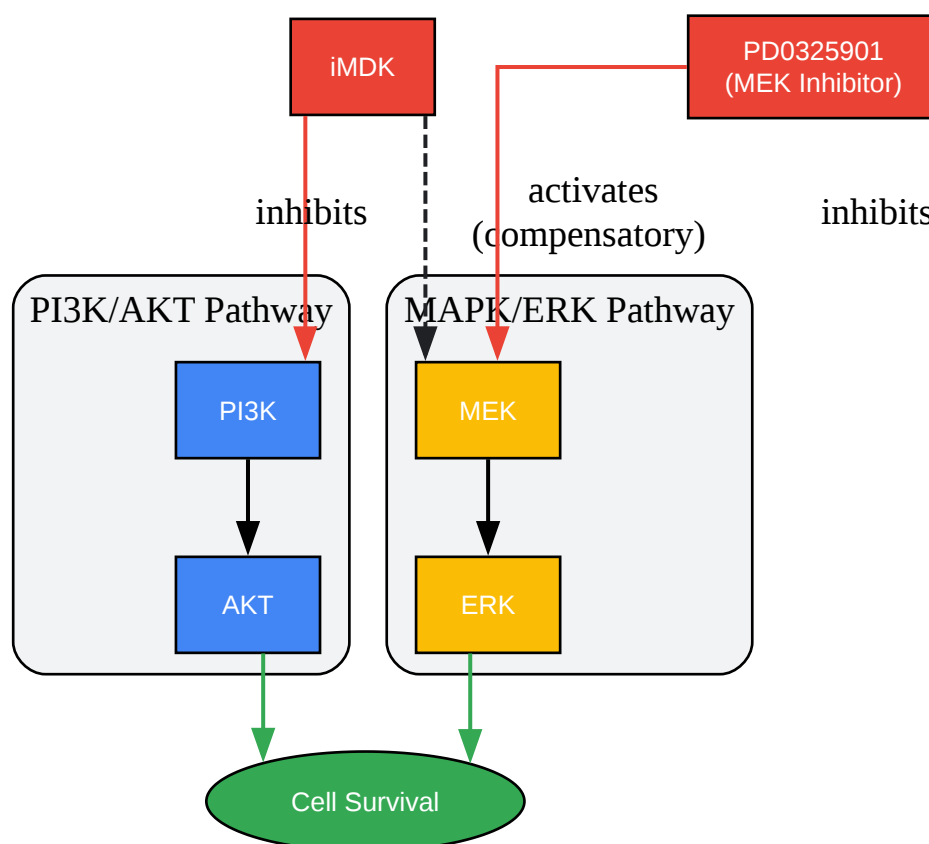 iMDK
PD0325901
(MEK Inhibitor)
inhibits
activates
(compensatory)
inhibits
PI3K/AKT Pathway
MAPK/ERK Pathway
PI3K
MEK
AKT
ERK
Cell Survival